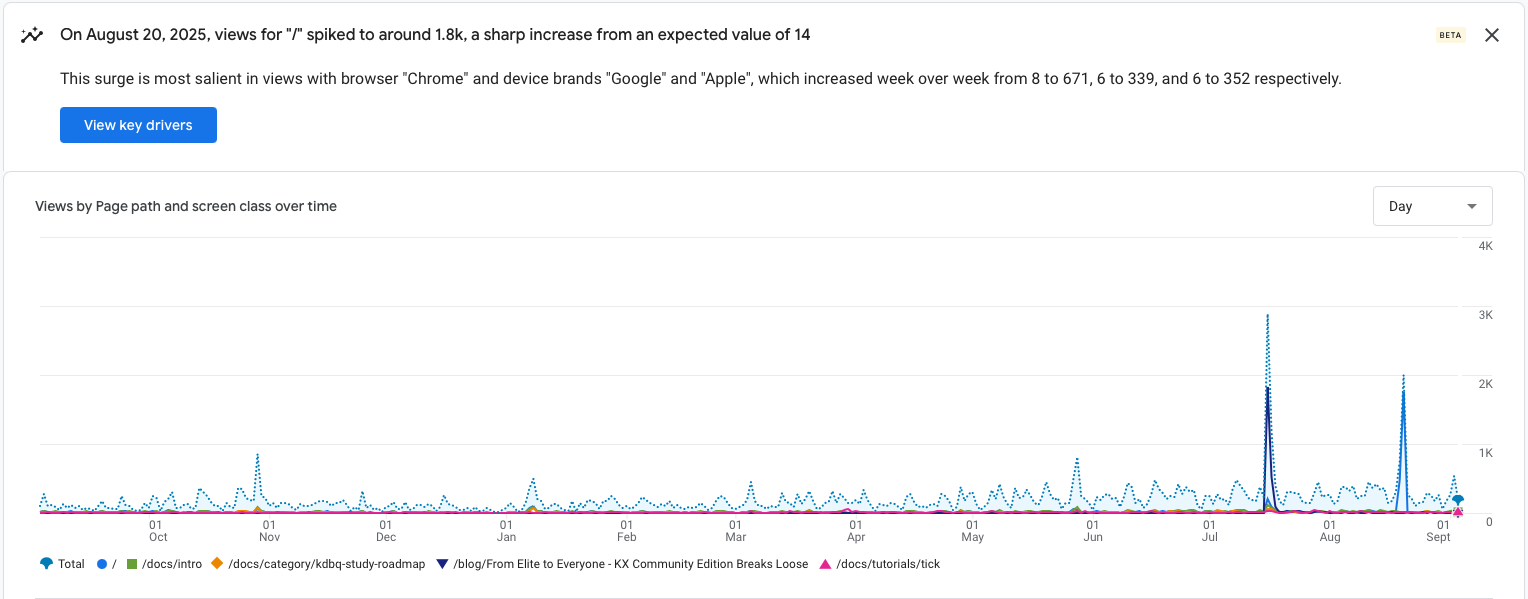 On August 20, 2025, views for "/" spiked to around 1.8k, a sharp increase from an expected value of 14
BETA
This surge is most salient in views with browser "Chrome" and device brands "Google" and "Apple", which increased week over week from 8 to 671, 6 to 339, and 6 to 352 respectively.
View key drivers
Views by Page path and screen class over time
Day
4K
3K
2K
1K
0
01 01 01 01 01 01 01 01 01 01 01 01
Oct Nov Dec Jan Feb Mar Apr May Jun Jul Aug Sept
Total / /docs/intro /docs/category/kdbq-study-roadmap /blog/From Elite to Everyone - KX Community Edition Breaks Loose /docs/tutorials/tick